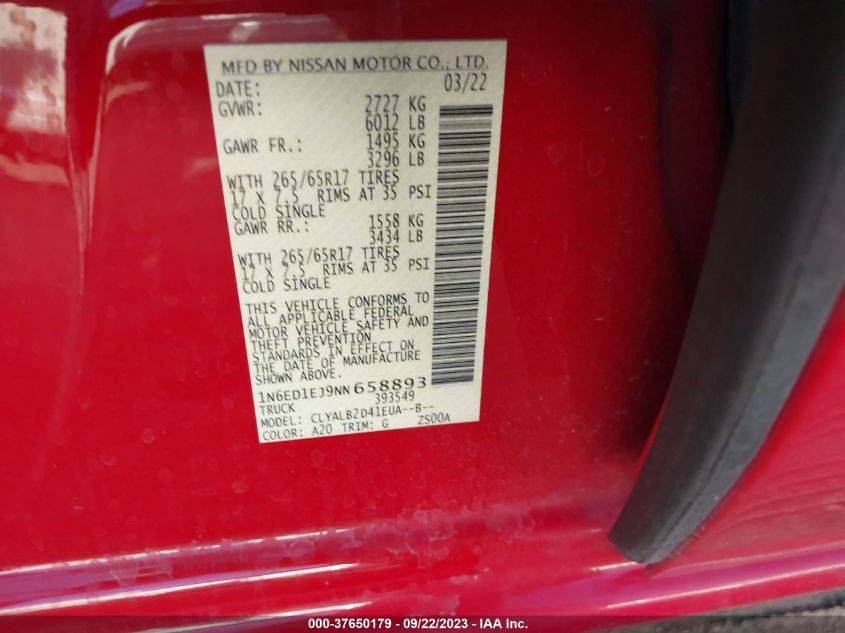 MFD BY NISSAN MOTOR CO., LTD.
DATE: 03/22
GVWR: 2727 KG
6012 LB
GAWR FR.: 1495 KG
3296 LB
WITH 265/65R17 TIRES
17 X 7.5 RIMS AT 35 PSI
COLD SINGLE
GAWR RR.: 1558 KG
3434 LB
WITH 265/65R17 TIRES
17 X 7.5 RIMS AT 35 PSI
COLD SINGLE
THIS VEHICLE CONFORMS TO
ALL APPLICABLE FEDERAL
MOTOR VEHICLE SAFETY AND
THEFT PREVENTION
STANDARDS IN EFFECT ON
THE DATE OF MANUFACTURE
SHOWN ABOVE.
1N6ED1EJ9NN658893
TRUCK 393549
MODEL: CLYALB2D41EUA--B--
COLOR: A20 TRIM: G ZS00A
000-37650179 - 09/22/2023 - IAA Inc.